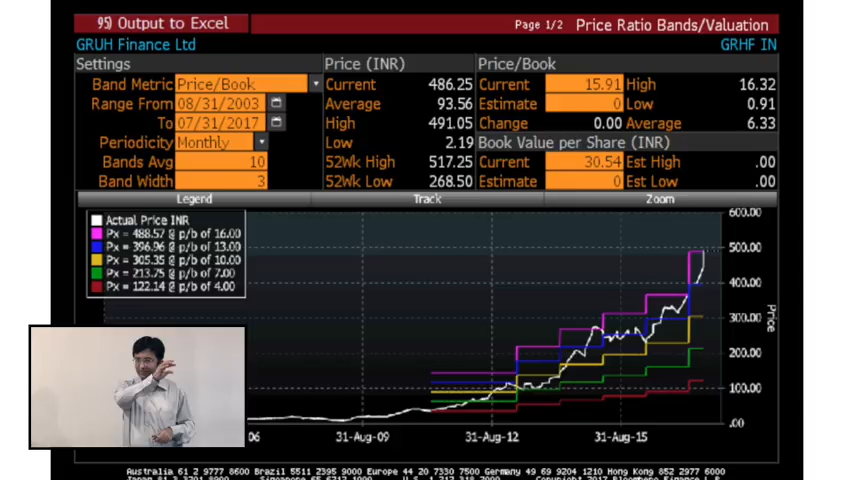 95) Output to Excel
Page 1/2 Price Ratio Bands/Valuation
GRUH Finance Ltd
GRHF IN
Settings
Band Metric Price/Book
Range From 08/31/2003
To 07/31/2017
Periodicity Monthly
Bands Avg 10
Band Width 3
Price (INR)
Current 486.25
Average 93.56
High 491.05
Low 2.19
52Wk High 517.25
52Wk Low 268.50
Price/Book
Current 15.91 High 16.32
Estimate 0 Low 0.91
Change 0.00 Average 6.33
Book Value per Share (INR)
Current 30.54 Est High .00
Estimate 0 Est Low .00
Legend Track Zoom
Actual Price INR
Px = 488.57 @ p/b of 16.00
Px = 396.96 @ p/b of 13.00
Px = 305.35 @ p/b of 10.00
Px = 213.75 @ p/b of 7.00
Px = 122.14 @ p/b of 4.00
600.00
500.00
400.00
300.00
200.00
100.00
.00
Price
06 31-Aug-09 31-Aug-12 31-Aug-15
Australia 61 2 9777 8600 Brazil 5511 2395 9000 Europe 44 20 7330 7500 Germany 49 69 9204 1210 Hong Kong 852 2977 6000